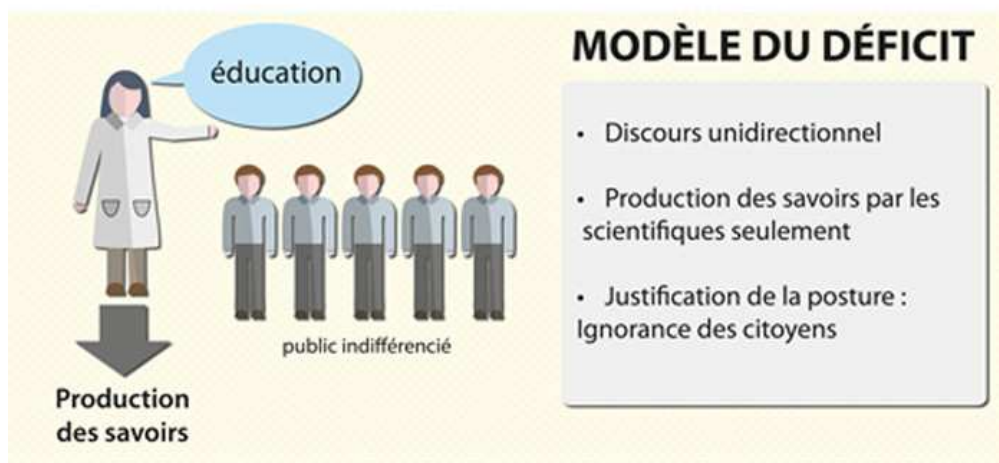 éducation
public indifférencié
Production
des savoirs
MODÈLE DU DÉFICIT
• Discours unidirectionnel
• Production des savoirs par les
scientifiques seulement
• Justification de la posture :
Ignorance des citoyens